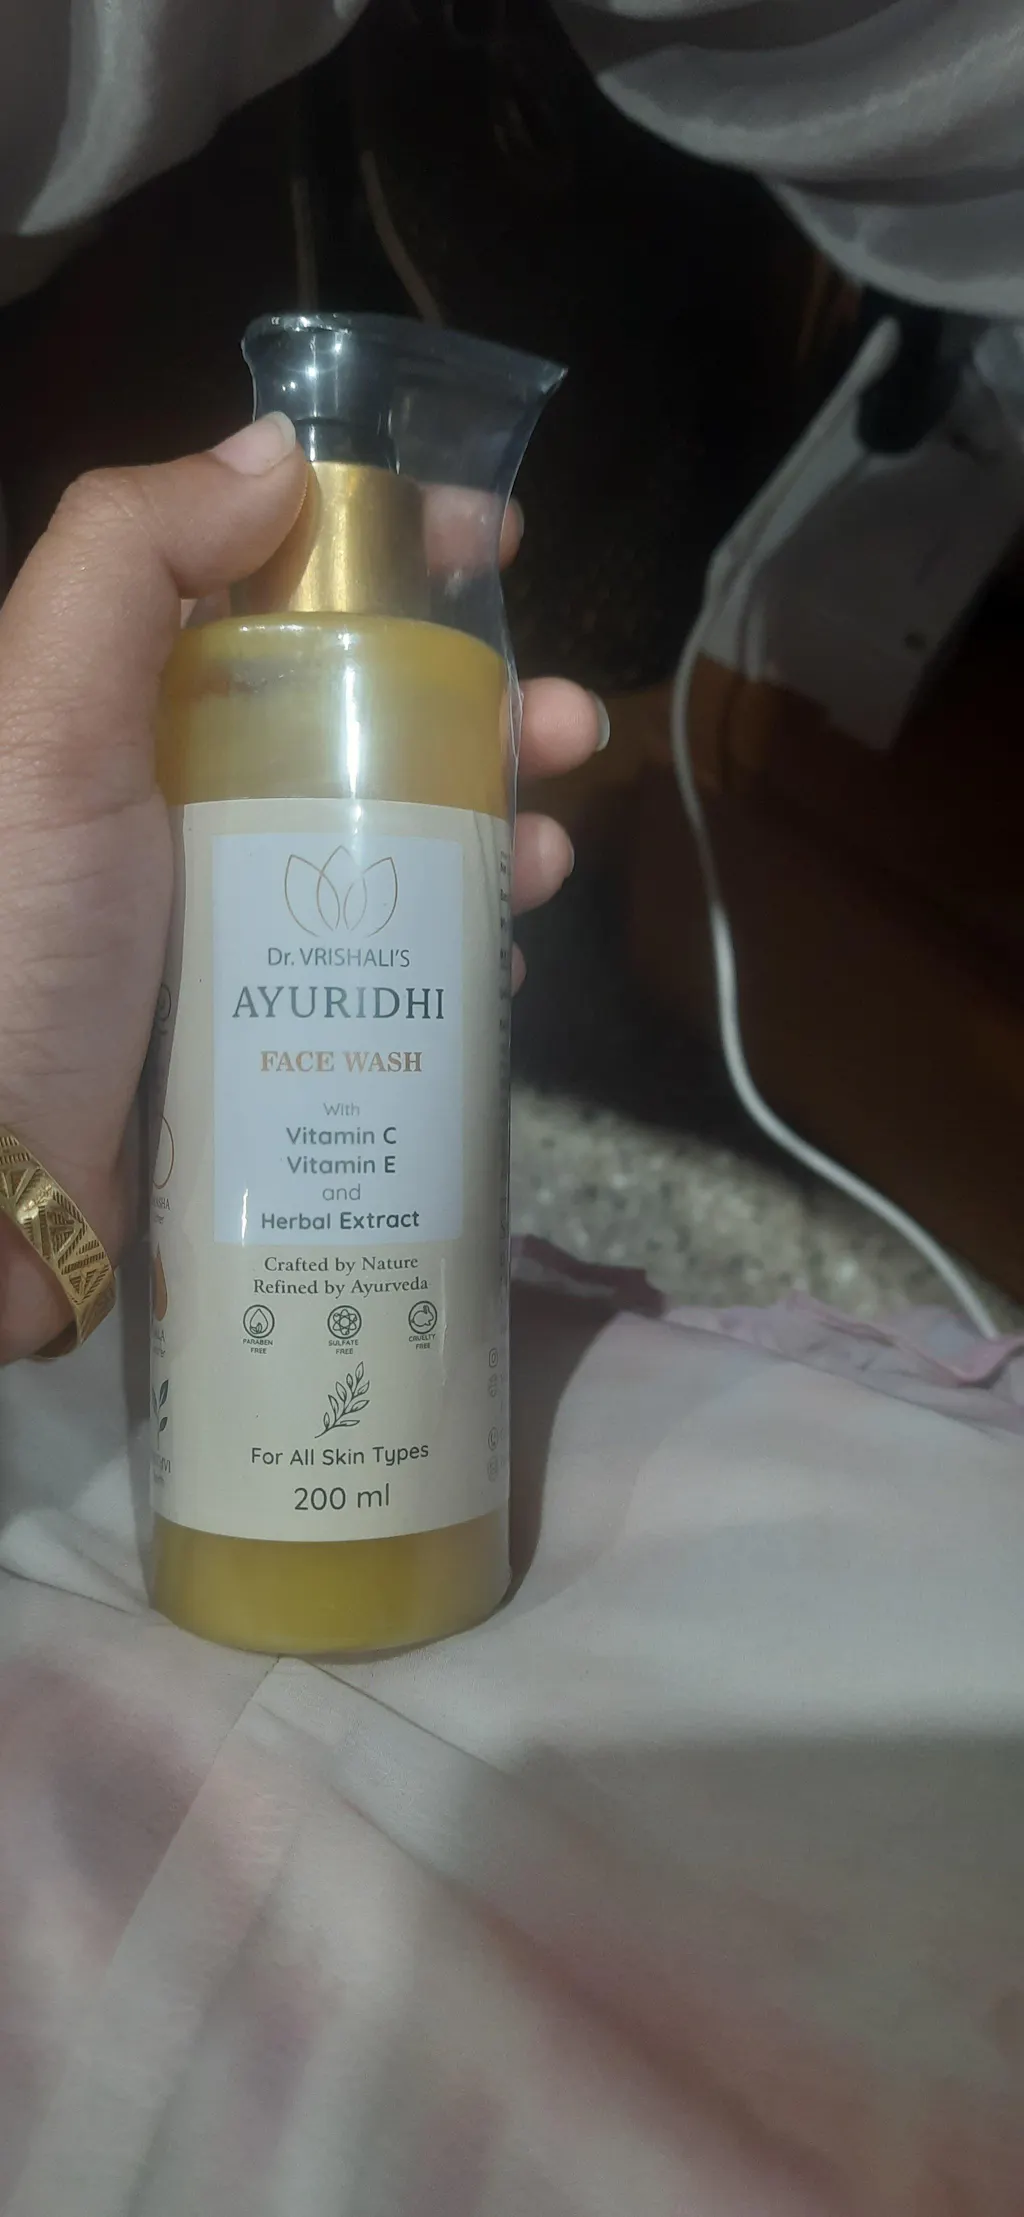 Dr. VRISHALI'S
AYURIDHI
FACE WASH
With
Vitamin C
Vitamin E
and
Herbal Extract
Crafted by Nature
Refined by Ayurveda
PARABEN
FREE
SULFATE
FREE
CRUELTY
FREE
For All Skin Types
200 ml